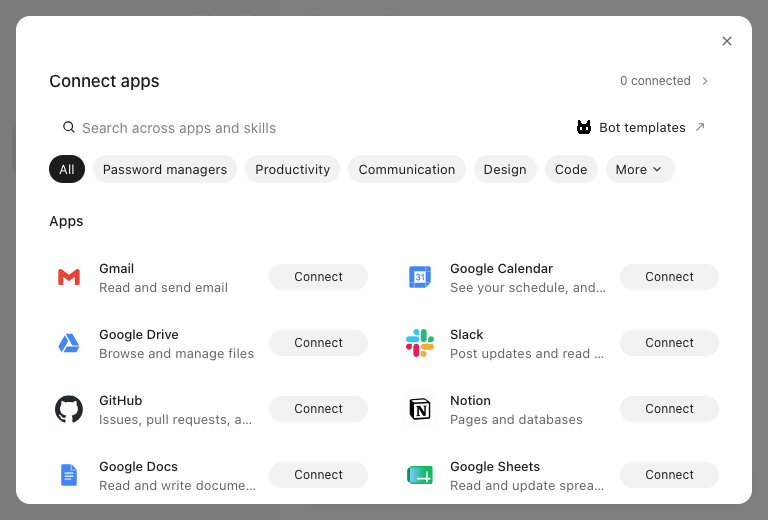 Connect apps
0 connected
Search across apps and skills
Bot templates
All
Password managers
Productivity
Communication
Design
Code
More
Apps
Gmail
Read and send email
Connect
31
Google Calendar
See your schedule, and...
Connect
Google Drive
Browse and manage files
Connect
Slack
Post updates and read ...
Connect
GitHub
Issues, pull requests, a...
Connect
N
Notion
Pages and databases
Connect
Google Docs
Read and write docume...
Connect
Google Sheets
Read and update sprea...
Connect